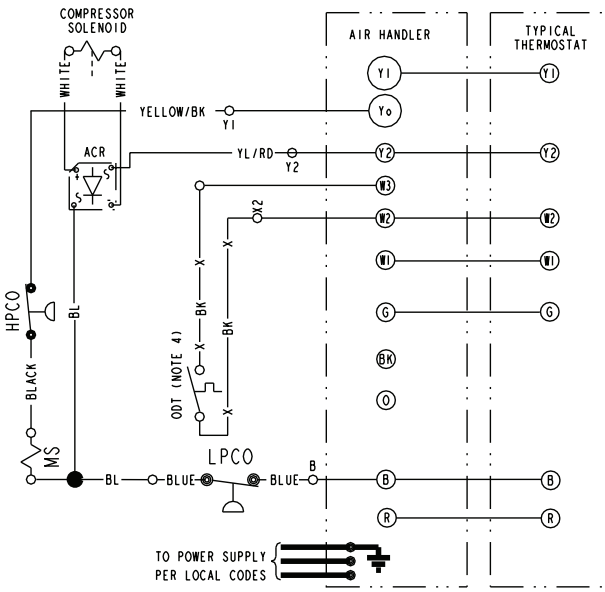 COMPRESSOR
SOLENOID
AIR HANDLER
TYPICAL
THERMOSTAT
WHITE
WHITE
Y1
Y1
YELLOW/BK
Y1
Yo
ACR
YL/RD
Y2
Y2
Y2
+
-
W3
X2
W2
W2
X
X
W1
W1
HPCO
BL
BK
BK
G
G
X
X
ODT (NOTE 4)
BK
BLACK
O
MS
LPCO
BL
BLUE
BLUE
B
B
B
R
R
TO POWER SUPPLY
PER LOCAL CODES